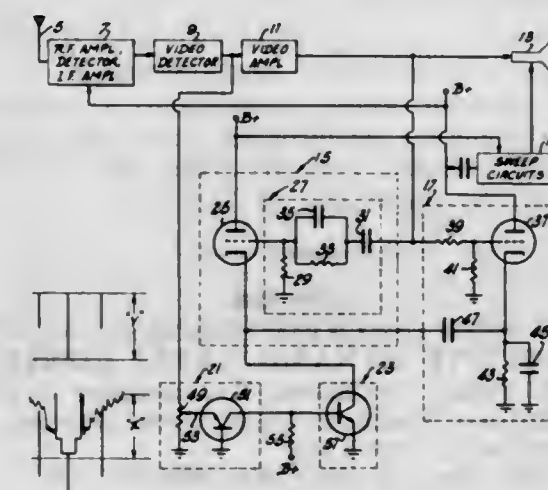 5
7
R.F. AMPL.,
DETECTOR,
I.F. AMPL
9
VIDEO
DETECTOR
11
VIDEO
AMPL
13
B+
B+
SWEEP
CIRCUITS
15
27
25
35
31
33
29
17
37
39
41
47
43
45
"Y"
"X"
21
49
51
53
55
B+
23
57